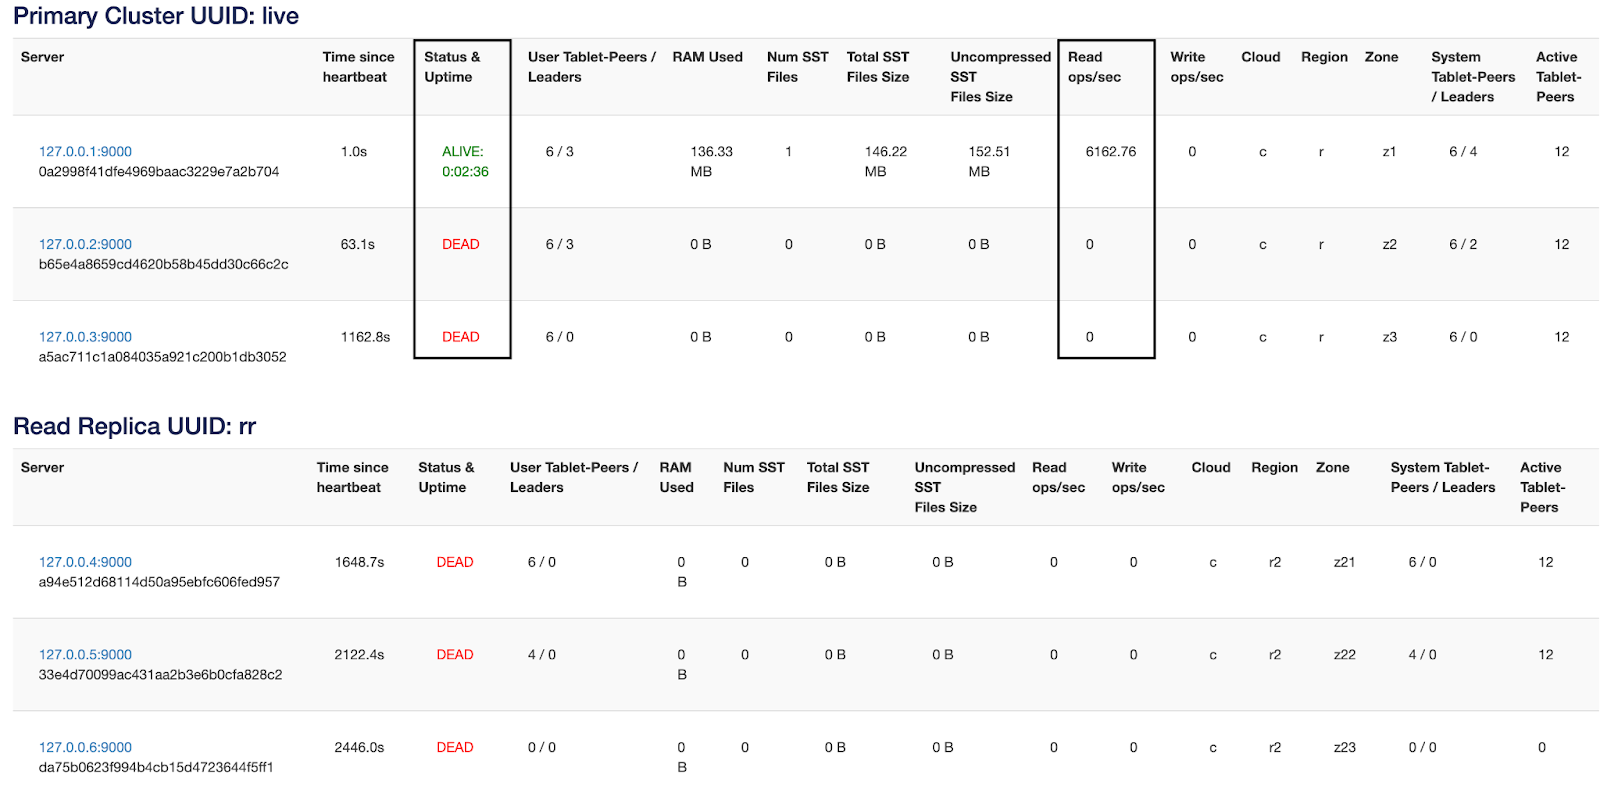 Primary Cluster UUID: live
Server Time since heartbeat Status & Uptime User Tablet-Peers / Leaders RAM Used Num SST Files Total SST Files Size Uncompressed SST Files Size Read ops/sec Write ops/sec Cloud Region Zone System Tablet-Peers / Leaders Active Tablet-Peers
127.0.0.1:9000 1.0s ALIVE: 6 / 3 136.33 1 146.22 152.51 6162.76 0 c r z1 6 / 4 12
0a2998f41dfe4969baac3229e7a2b704 0:02:36 MB MB MB
127.0.0.2:9000 63.1s DEAD 6 / 3 0 B 0 0 B 0 B 0 0 c r z2 6 / 2 12
b65e4a8659cd4620b58b45dd30c66c2c
127.0.0.3:9000 1162.8s DEAD 6 / 0 0 B 0 0 B 0 B 0 0 c r z3 6 / 0 12
a5ac711c1a084035a921c200b1db3052
Read Replica UUID: rr
Server Time since heartbeat Status & Uptime User Tablet-Peers / Leaders RAM Used Num SST Files Total SST Files Size Uncompressed SST Files Size Read ops/sec Write ops/sec Cloud Region Zone System Tablet-Peers / Leaders Active Tablet-Peers
127.0.0.4:9000 1648.7s DEAD 6 / 0 0 0 0 B 0 B 0 0 c r2 z21 6 / 0 12
a94e512d68114d50a95ebfc606fed957 B
127.0.0.5:9000 2122.4s DEAD 4 / 0 0 0 0 B 0 B 0 0 c r2 z22 4 / 0 12
33e4d70099ac431aa2b3e6b0cfa828c2 B
127.0.0.6:9000 2446.0s DEAD 0 / 0 0 0 0 B 0 B 0 0 c r2 z23 0 / 0 0
da75b0623f994b4cb15d4723644f5ff1 B